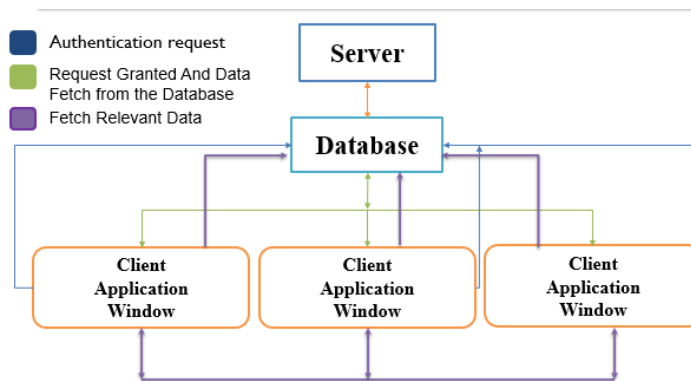 Authentication request
Request Granted And Data
Fetch from the Database
Fetch Relevant Data
Server
Database
Client
Application
Window
Client
Application
Window
Client
Application
Window